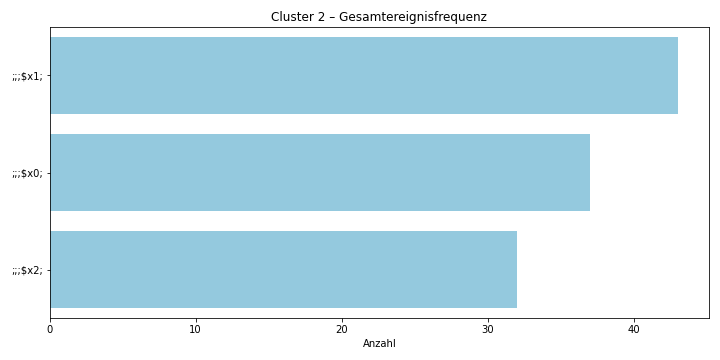 Cluster 2 – Gesamtereignisfrequenz
;;;$x1;
;;;$x0;
;;;$x2;
0 10 20 30 40
Anzahl